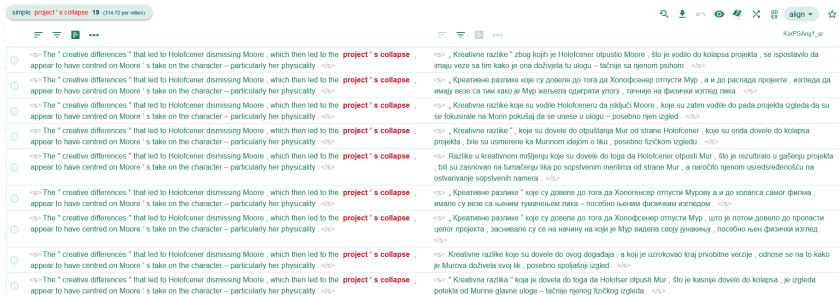 simple project ' s collapse 19 (314.72 per million)
GD
EX
align
KorPSAng1_sr
<s> The " creative differences " that led to Holofcener dismissing Moore , which then led to the project ' s collapse ,
appear to have centred on Moore ' s take on the character – particularly her physicality . </s>
<s> „ Kreativne razlike " zbog kojih je Holofcener otpustio Moore , što je vodilo do kolapsa projekta , se ispostavilo da
imaju veze sa tim kako je ona doživjela tu ulogu – tačnije sa njenom psihom . </s>
<s> The " creative differences " that led to Holofcener dismissing Moore , which then led to the project ' s collapse ,
appear to have centred on Moore ' s take on the character – particularly her physicality . </s>
<s> „ Креативне разлике које су довеле до тога да Холофсенер отпусти Мур , а и до распада пројекта , изгледа да
имају везе са тим како је Мур жељела одиграти улогу , тачније на физички изглед лика . </s>
<s> The " creative differences " that led to Holofcener dismissing Moore , which then led to the project ' s collapse ,
appear to have centred on Moore ' s take on the character – particularly her physicality . </s>
<s> „ Kreativne razlike koje su vodile Holofceneru da isključi Moore , koje su zatim vodile do pada projekta izgleda da su
se fokusirale na Morin pokušaj da se unese u ulogu – posebno njen izgled . </s>
<s> The " creative differences " that led to Holofcener dismissing Moore , which then led to the project ' s collapse ,
appear to have centred on Moore ' s take on the character – particularly her physicality . </s>
<s> „ Kreativne razlike " , koje su dovele do otpuštanja Mur od strane Holofcener , koje su onda dovele do kolapsa
projekta , bile su usmerene ka Murinom idejom o liku , posebno fizičkom izgledu . </s>
<s> The " creative differences " that led to Holofcener dismissing Moore , which then led to the project ' s collapse ,
appear to have centred on Moore ' s take on the character – particularly her physicality . </s>
<s> Razlike u kreativnom mišljenju koje su dovele do toga da Holofcener otpusti Mur , što je rezultiralo u gašenju projekta
, bili su zasnovan na tumačenju lika po sopstvenim merilima od strane Mur , a naročito njenom usredsređenošću na
ostvarivanje sopstvenih namera . </s>
<s> The " creative differences " that led to Holofcener dismissing Moore , which then led to the project ' s collapse ,
appear to have centred on Moore ' s take on the character – particularly her physicality . </s>
<s> „ Креативне разлике " које су довеле до тога да Хологенсер отпусти Мурову а и до колапса самог филма ,
имале су везе са њеним тумачењем лика – посебно њеним физичким изгледом . </s>
<s> The " creative differences " that led to Holofcener dismissing Moore , which then led to the project ' s collapse ,
appear to have centred on Moore ' s take on the character – particularly her physicality . </s>
<s> „ Креативне разлике " које су довеле до тога да Холофсенер отпусти Мур , што је потом довело до пропасти
целог пројекта , заснивале су се на начину на који је Мур видела своју јунакињу , посебно њен физички изглед .
</s>
<s> The " creative differences " that led to Holofcener dismissing Moore , which then led to the project ' s collapse ,
appear to have centred on Moore ' s take on the character – particularly her physicality . </s>
<s> Kreativne razlike koje su dovele do ovog događaja , a koji je uzrokovao kraj prvobitne verzije , odnose se na to kako
je Murova doživela svoj lik , posebno spoljašnji izgled . </s>
<s> The " creative differences " that led to Holofcener dismissing Moore , which then led to the project ' s collapse ,
appear to have centred on Moore ' s take on the character – particularly her physicality . </s>
<s> " Kreativna razlika " koja je dovela do toga da Holofser otpusti Mur , što je kasnije dovelo do kolapsa , je izgleda
potekla od Murine glavne uloge – tačnije njenog fizičkog izgleda . </s>